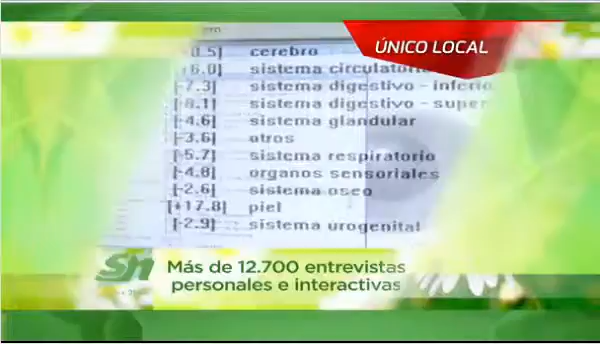 ÚNICO LOCAL
cerebro
[+6.0] sistema circulatorio
[-7.3] sistema digestivo - inferio
[-8.1] sistema digestivo - super
[-4.6] sistema glandular
[-3.6] otros
[-5.7] sistema respiratorio
[-4.8] organos sensoriales
[-2.6] sistema oseo
[+17.8] piel
[-2.9] sistema urogenital
SN
Más de 12.700 entrevistas
personales e interactivas